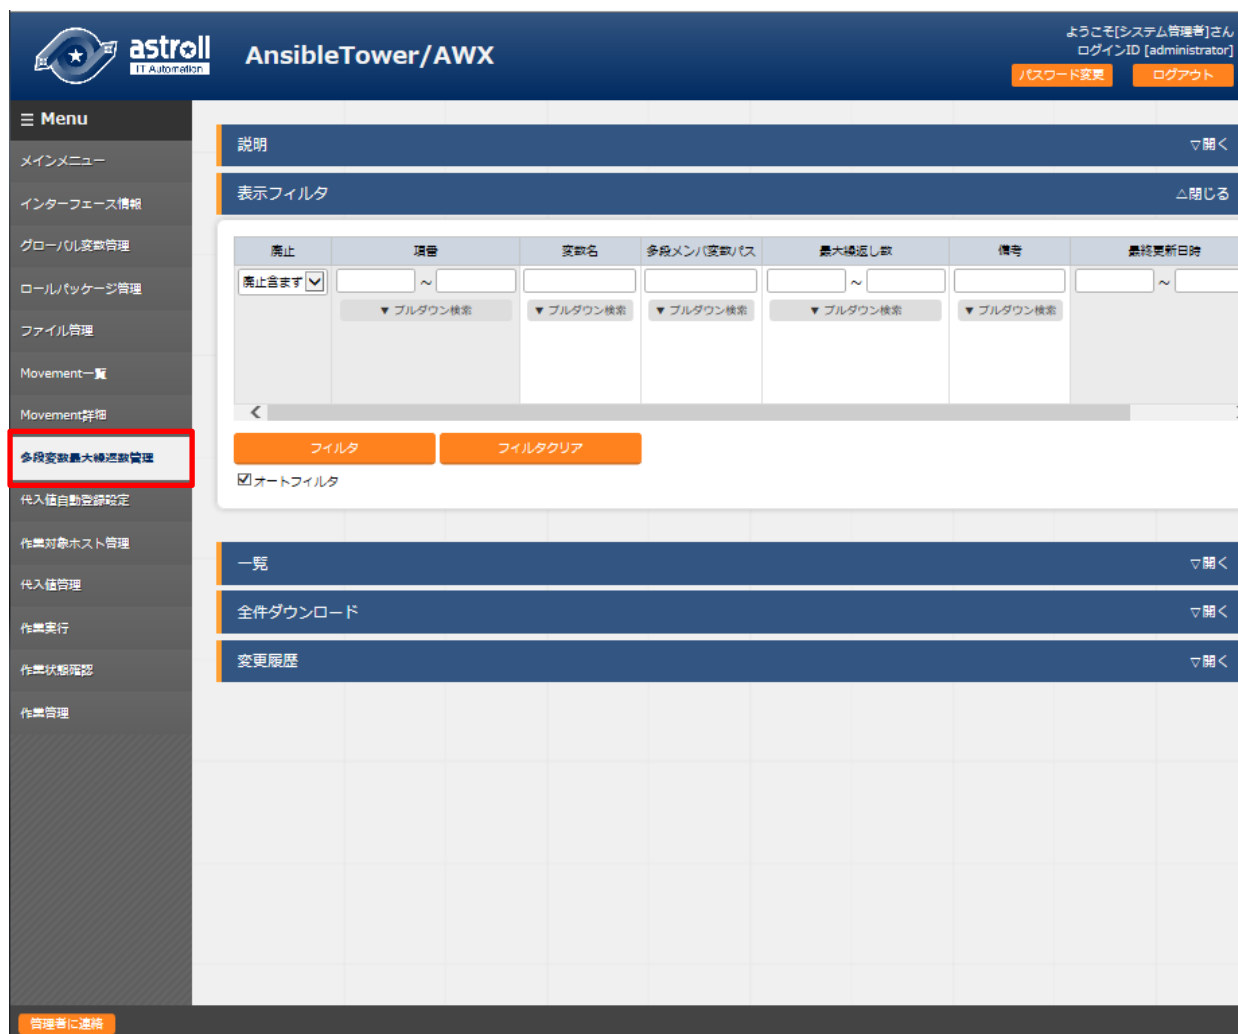 astroll
IT Automation
AnsibleTower/AWX
ようこそ[システム管理者]さん
ログインID [administrator]
パスワード変更
ログアウト
Menu
メインメニュー
インターフェース情報
グローバル変数管理
ロールパッケージ管理
ファイル管理
Movement一覧
Movement詳細
多段変数最大繰返数管理
代入値自動登録設定
作業対象ホスト管理
代入値管理
作業実行
作業状態確認
作業管理
説明
▽開く
表示フィルタ
△閉じる
廃止 項番 変数名 多段メンバ変数パス 最大繰返し数 備考 最終更新日時
廃止含まず ~ ~ ~
▼ プルダウン検索 ▼ プルダウン検索 ▼ プルダウン検索 ▼ プルダウン検索 ▼ プルダウン検索
フィルタ
フィルタクリア
オートフィルタ
一覧
▽開く
全件ダウンロード
▽開く
変更履歴
▽開く
管理者に連絡